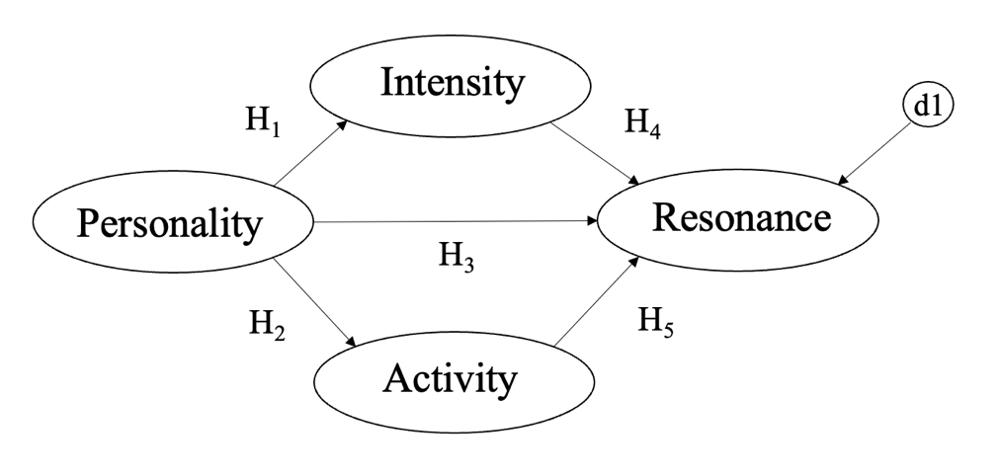 Intensity
d1
H₁
H₄
Personality
Resonance
H₃
H₂
H₅
Activity